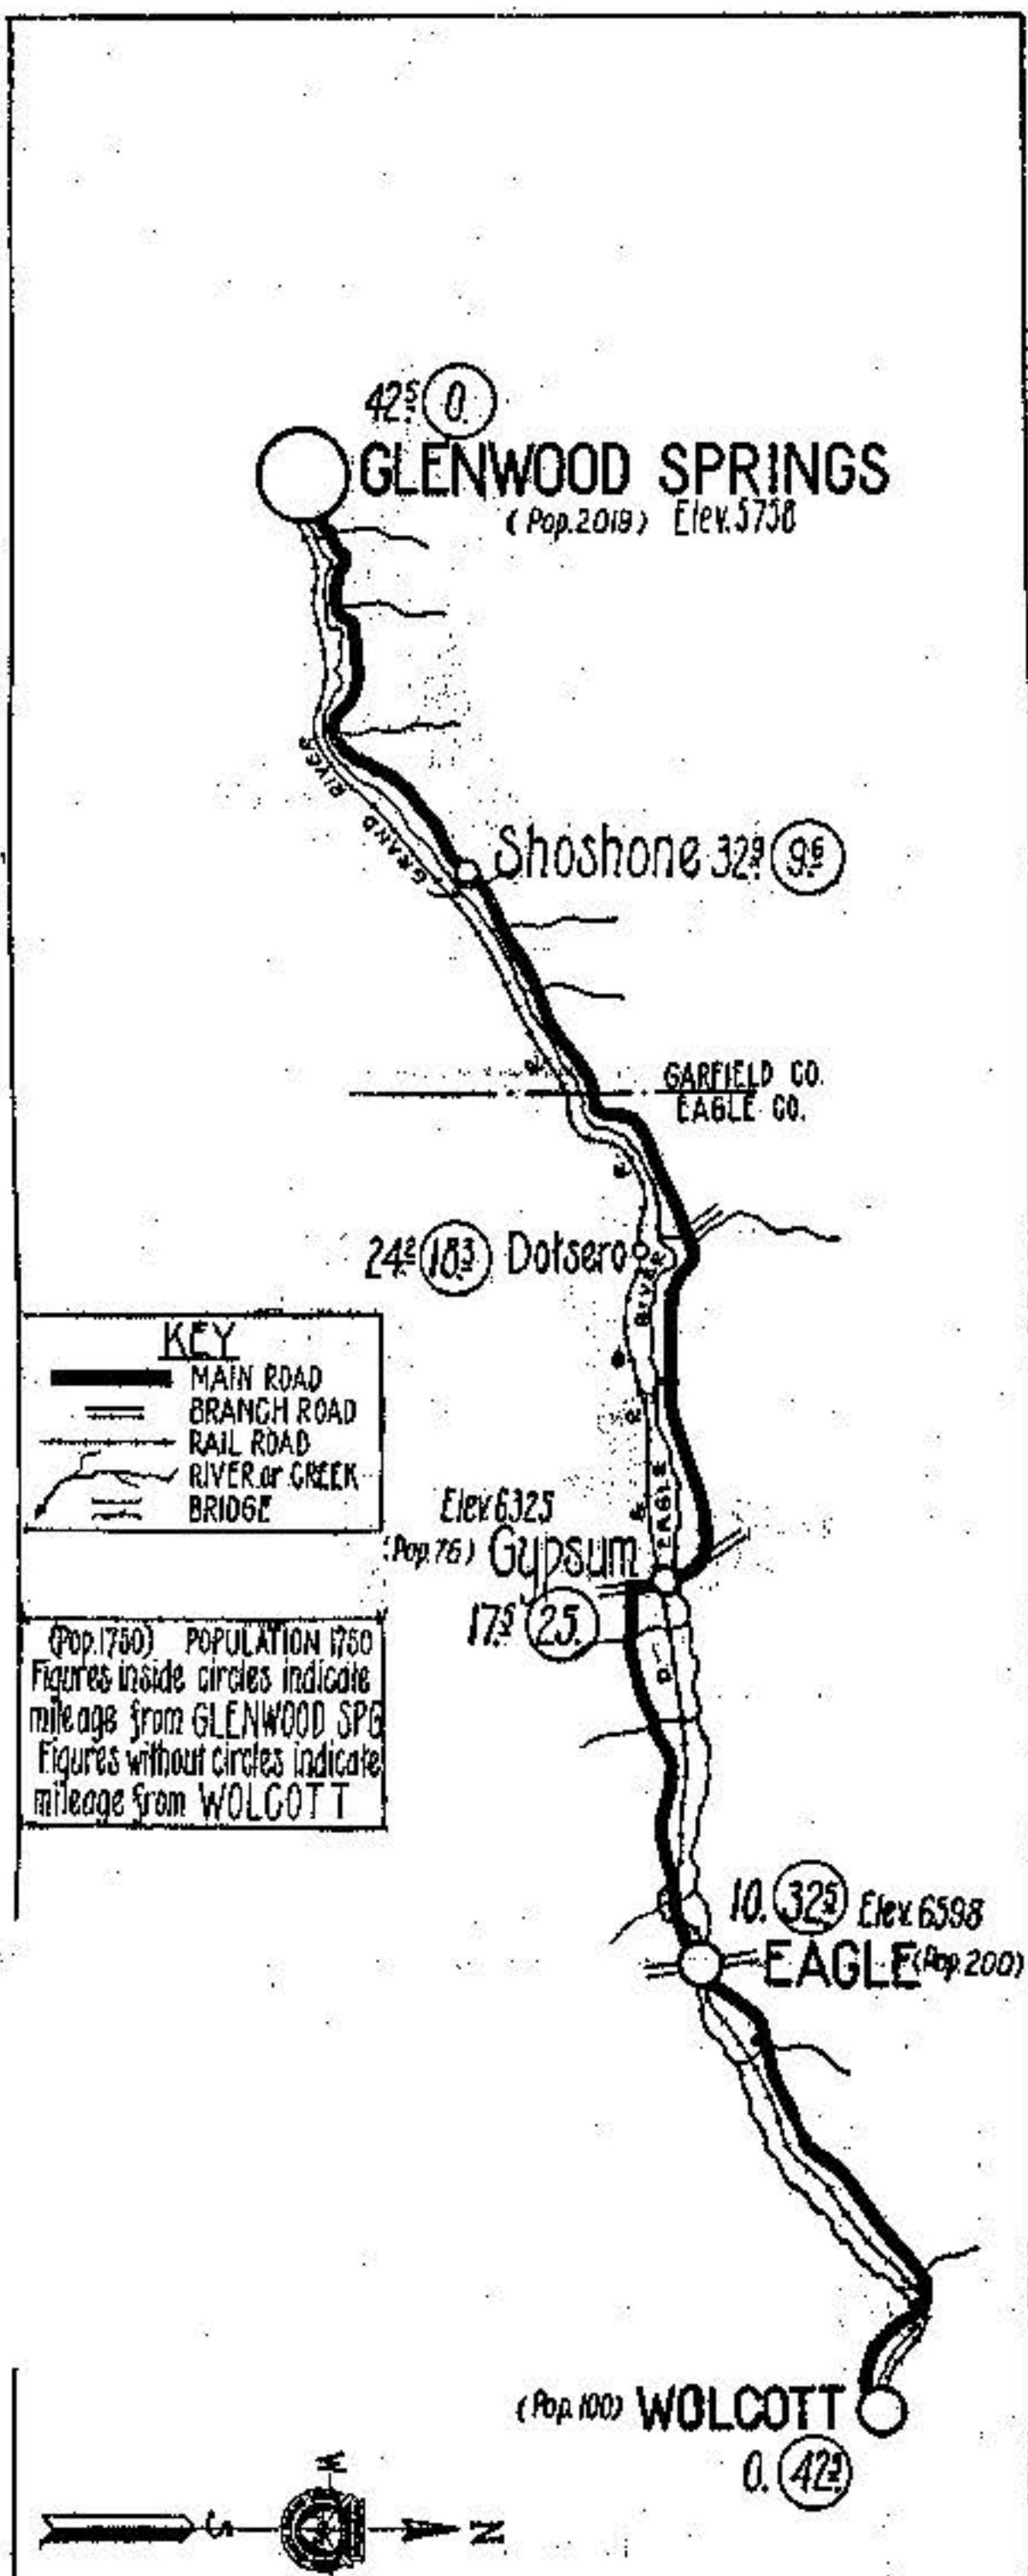 42.5 0.
GLENWOOD SPRINGS
(Pop. 2019) Elev. 5758
GRAND RIVER
Shoshone 32.9 9.6
GARFIELD CO.
EAGLE CO.
24.2 18.3 Dotsero
EAGLE RIVER
KEY
MAIN ROAD
BRANCH ROAD
RAIL ROAD
RIVER or CREEK
BRIDGE
Elev. 6325
(Pop. 76) Gypsum
17.5 25.
(Pop. 1760) POPULATION 1760
Figures inside circles indicate
mileage from GLENWOOD SPG
Figures without circles indicate
mileage from WOLCOTT
10. 32.5 Elev. 6598
EAGLE (Pop. 200)
(Pop. 100) WOLCOTT
0. 42.5
W
S N